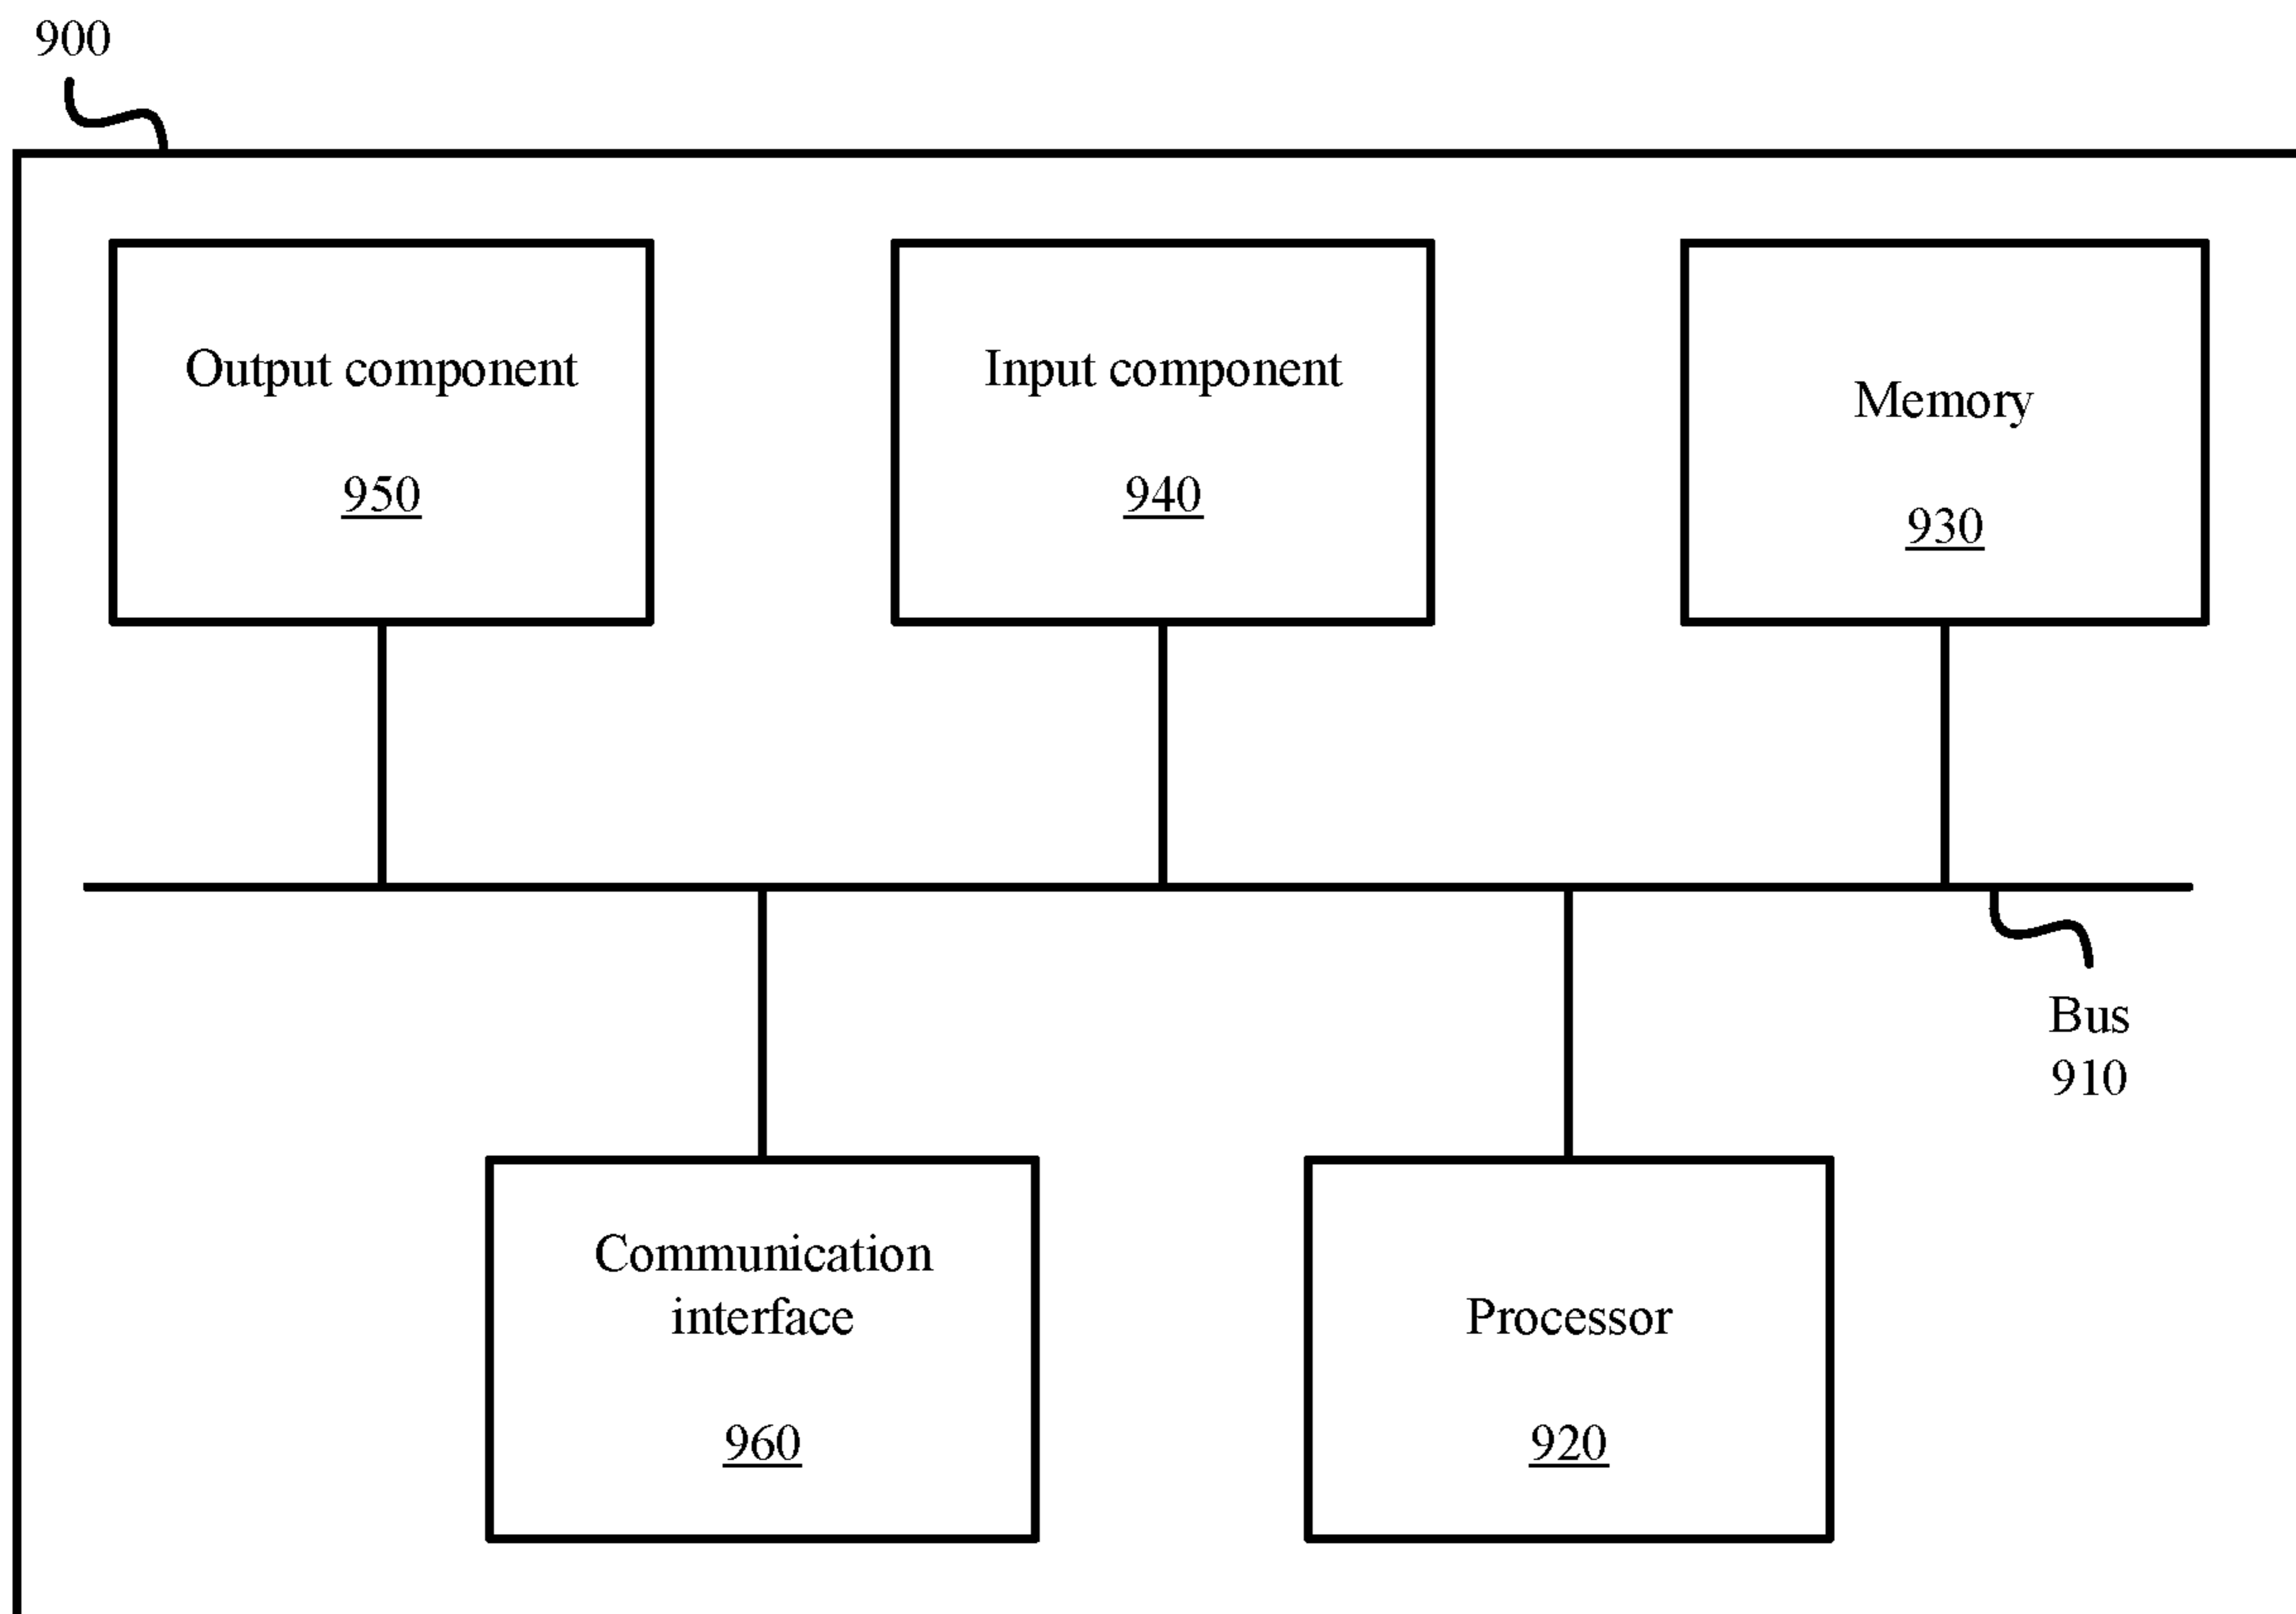 900
Output component
950
Input component
940
Memory
930
Bus
910
Communication
interface
960
Processor
920